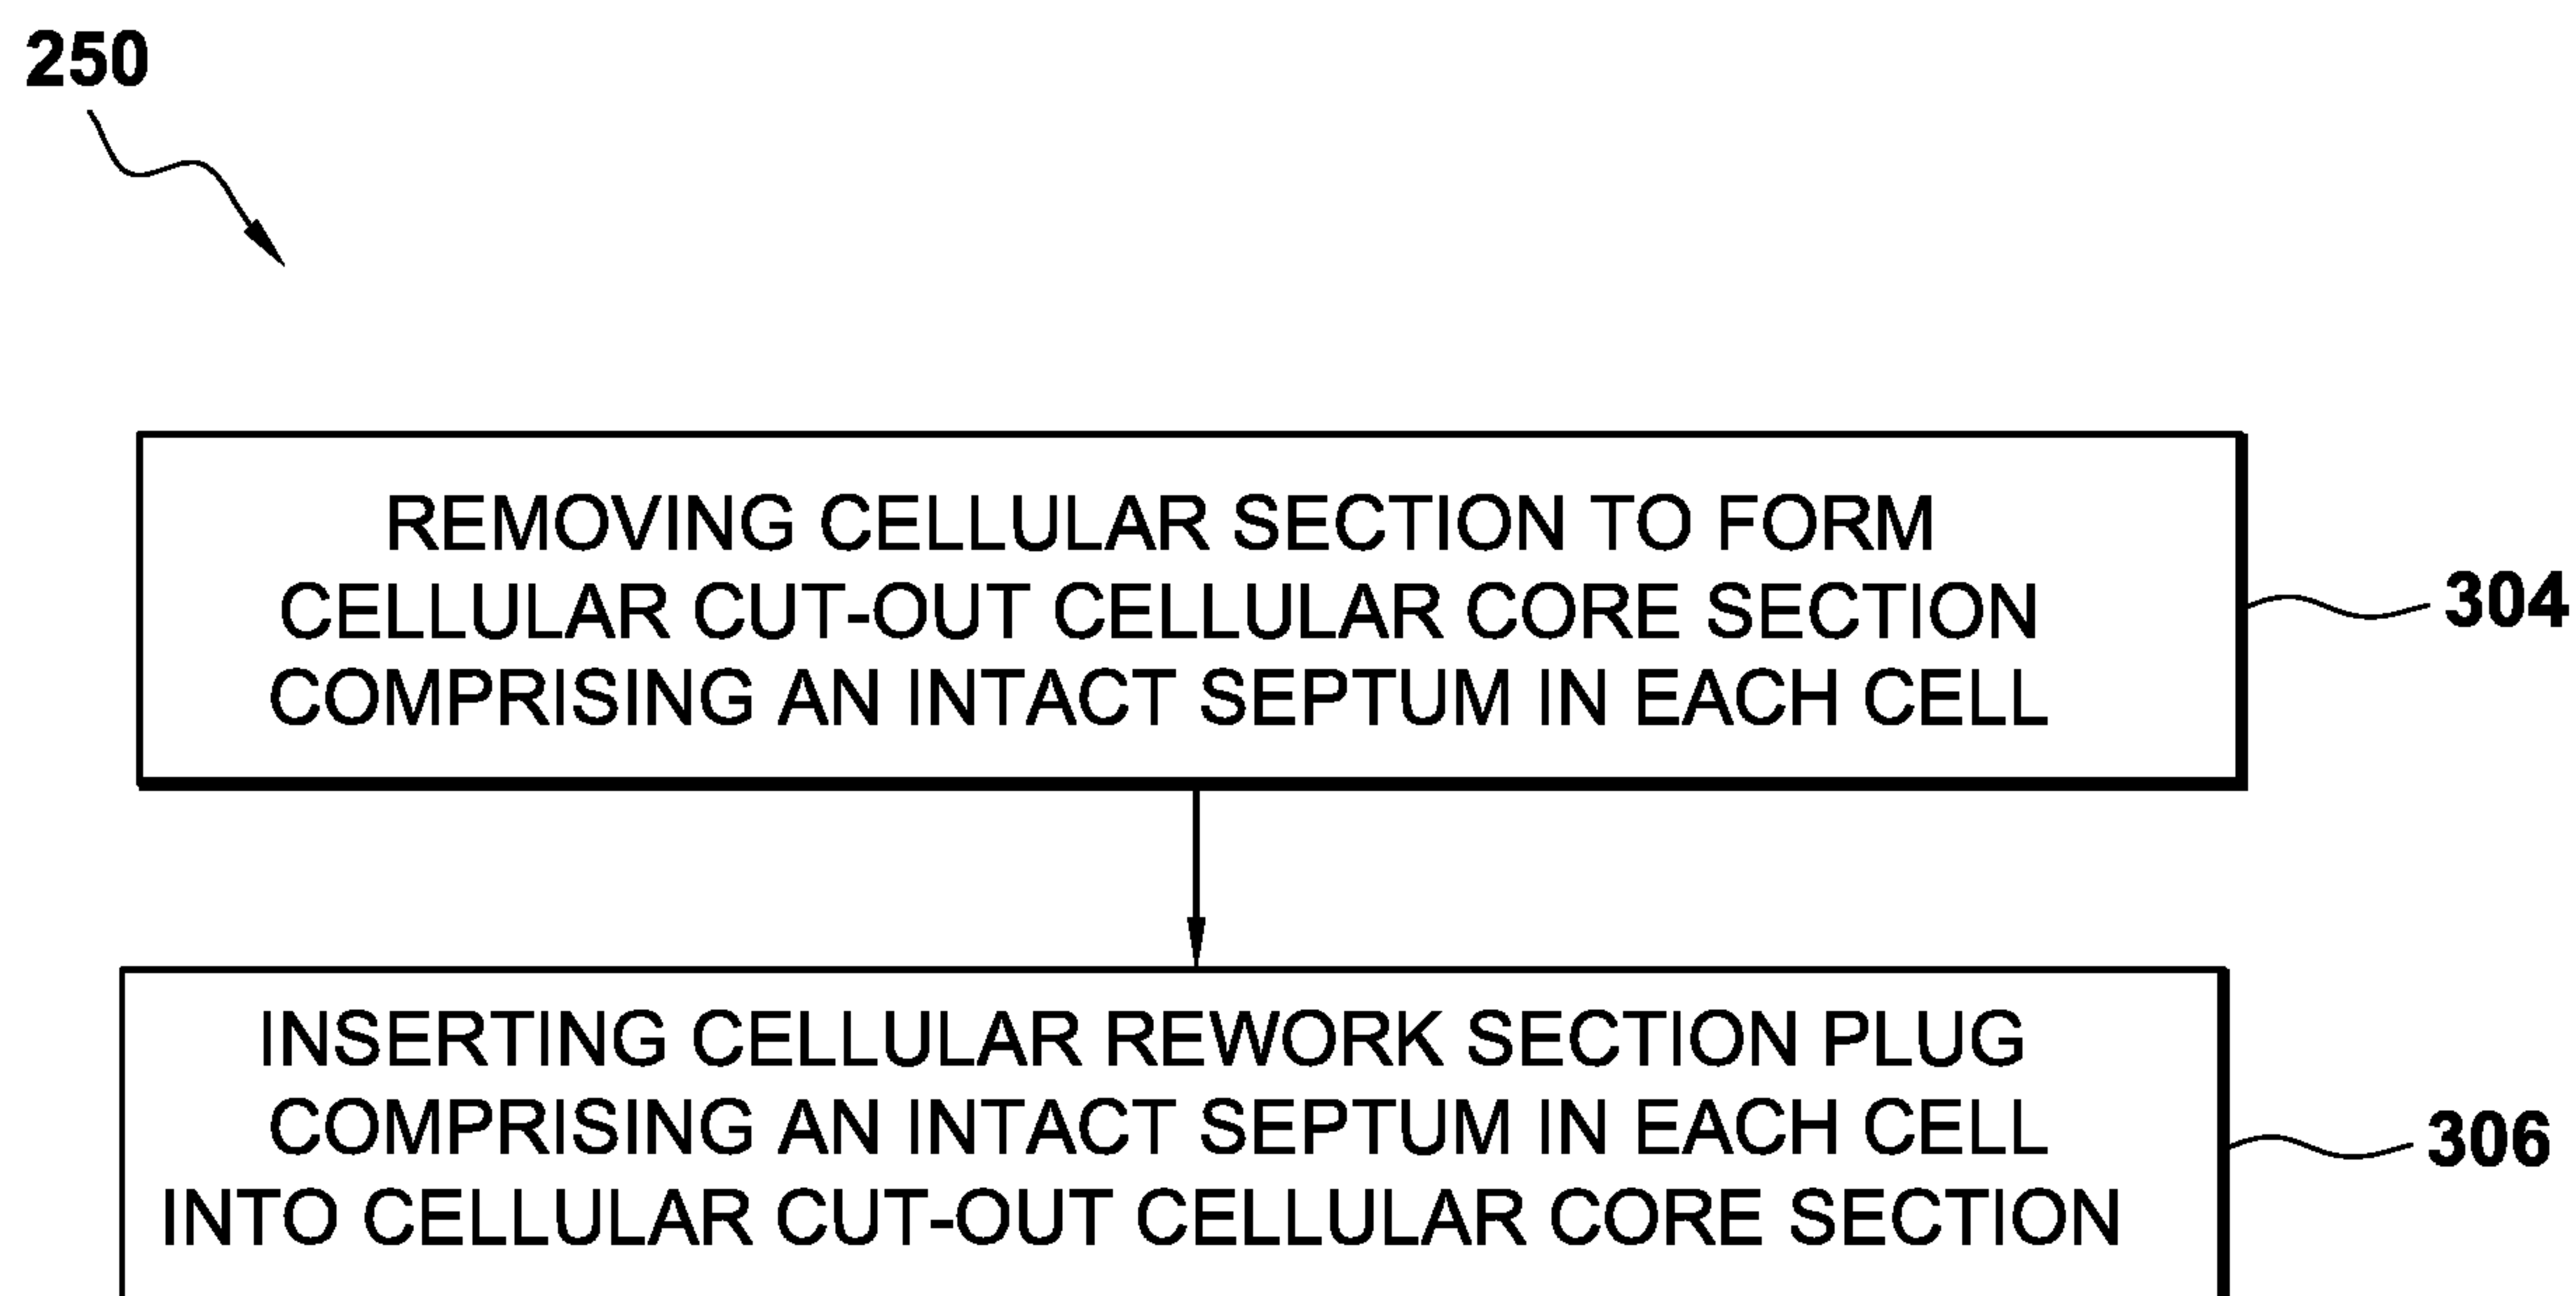 250
REMOVING CELLULAR SECTION TO FORM
CELLULAR CUT-OUT CELLULAR CORE SECTION
COMPRISING AN INTACT SEPTUM IN EACH CELL
304
INSERTING CELLULAR REWORK SECTION PLUG
COMPRISING AN INTACT SEPTUM IN EACH CELL
INTO CELLULAR CUT-OUT CELLULAR CORE SECTION
306